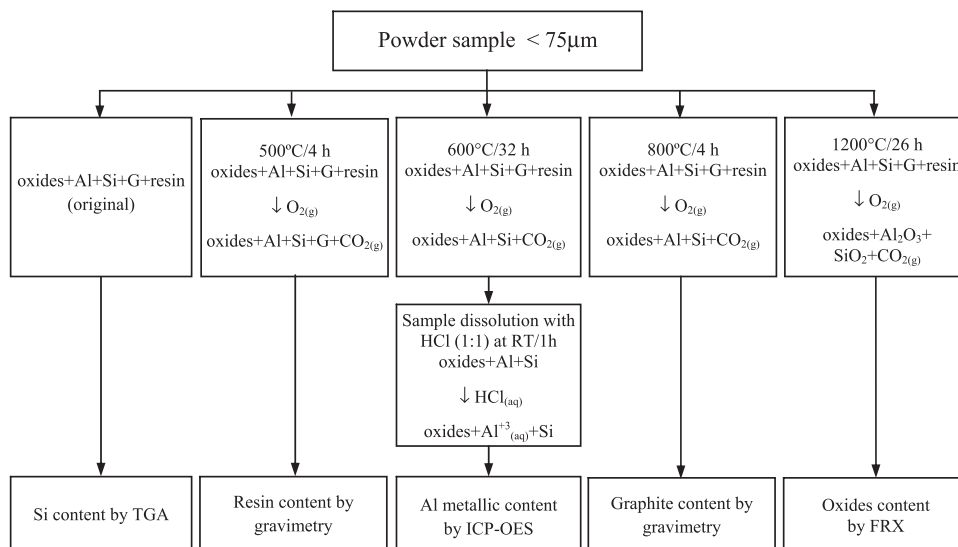 Powder sample < 75μm
oxides+Al+Si+G+resin
(original)
500ºC/4 h
oxides+Al+Si+G+resin
↓ O2(g)
oxides+Al+Si+G+CO2(g)
600°C/32 h
oxides+Al+Si+G+resin
↓ O2(g)
oxides+Al+Si+CO2(g)
800ºC/4 h
oxides+Al+Si+G+resin
↓ O2(g)
oxides+Al+Si+CO2(g)
1200°C/26 h
oxides+Al+Si+G+resin
↓ O2(g)
oxides+Al2O3+
SiO2+CO2(g)
Sample dissolution with
HCl (1:1) at RT/1h
oxides+Al+Si
↓ HCl(aq)
oxides+Al+3(aq)+Si
Si content by TGA
Resin content by
gravimetry
Al metallic content
by ICP-OES
Graphite content by
gravimetry
Oxides content
by FRX